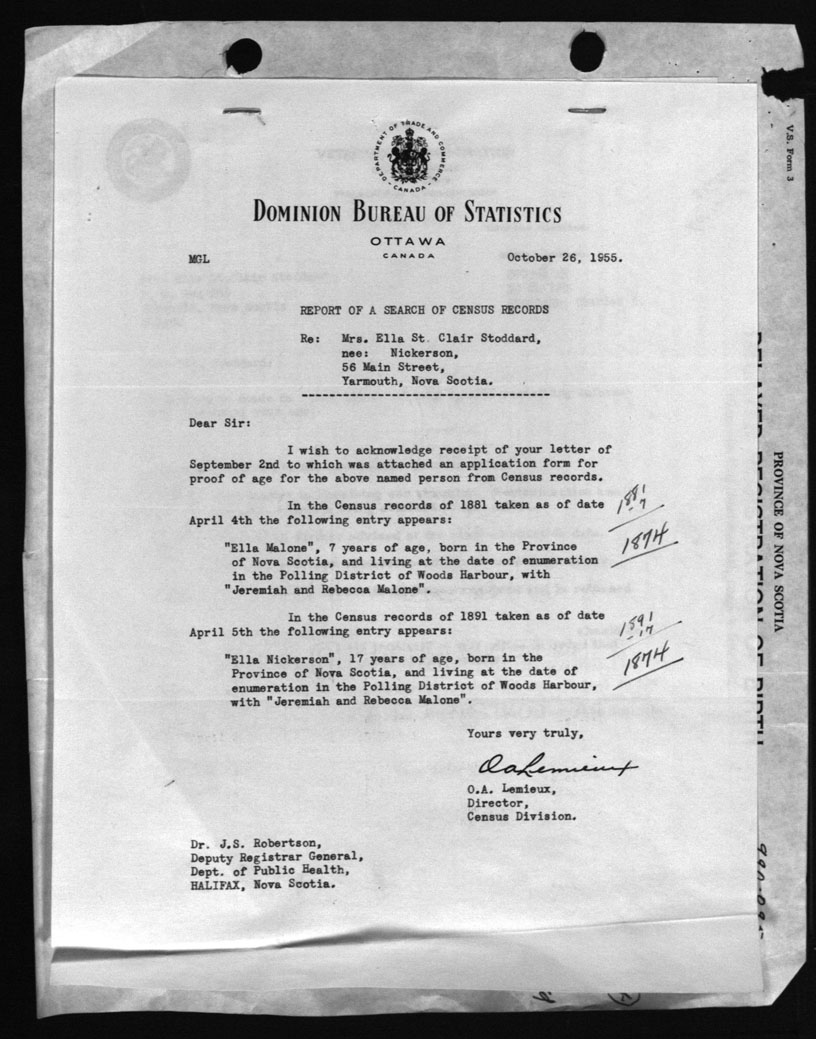 DEPARTMENT OF TRADE AND COMMERCE
- CANADA -
DOMINION BUREAU OF STATISTICS
OTTAWA
CANADA
MGL
October 26, 1955.
REPORT OF A SEARCH OF CENSUS RECORDS
Re: Mrs. Ella St. Clair Stoddard,
nee: Nickerson,
56 Main Street,
Yarmouth, Nova Scotia.
Dear Sir:
I wish to acknowledge receipt of your letter of
September 2nd to which was attached an application form for
proof of age for the above named person from Census records.
In the Census records of 1881 taken as of date
April 4th the following entry appears:
1881
- 7
1874
"Ella Malone", 7 years of age, born in the Province
of Nova Scotia, and living at the date of enumeration
in the Polling District of Woods Harbour, with
"Jeremiah and Rebecca Malone".
In the Census records of 1891 taken as of date
April 5th the following entry appears:
1891
- 17
1874
"Ella Nickerson", 17 years of age, born in the
Province of Nova Scotia, and living at the date of
enumeration in the Polling District of Woods Harbour,
with "Jeremiah and Rebecca Malone".
Yours very truly,
OALemieux
O.A. Lemieux,
Director,
Census Division.
Dr. J.S. Robertson,
Deputy Registrar General,
Dept. of Public Health,
HALIFAX, Nova Scotia.
V.S. Form 3
PROVINCE OF NOVA SCOTIA
DELAYED REGISTRATION OF BIRTH